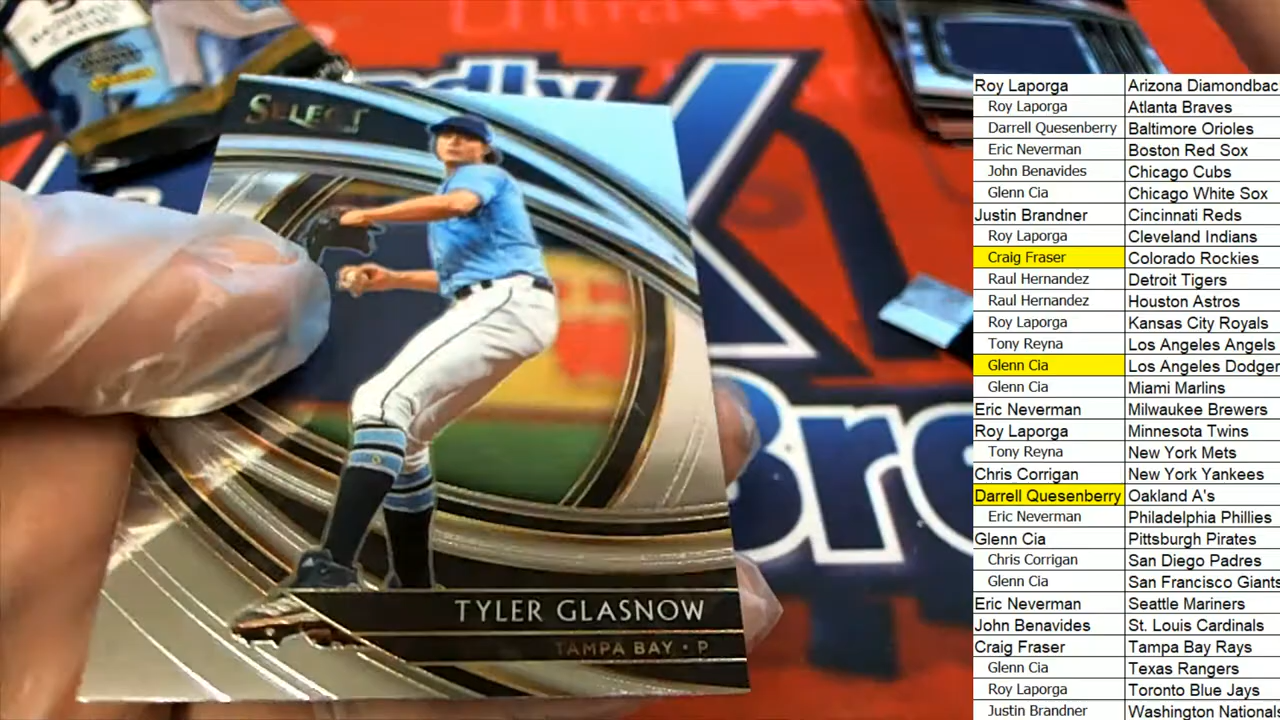 SELECT
TYLER GLASNOW
TAMPA BAY • P
Roy Laporga Arizona Diamondbac
Roy Laporga Atlanta Braves
Darrell Quesenberry Baltimore Orioles
Eric Neverman Boston Red Sox
John Benavides Chicago Cubs
Glenn Cia Chicago White Sox
Justin Brandner Cincinnati Reds
Roy Laporga Cleveland Indians
Craig Fraser Colorado Rockies
Raul Hernandez Detroit Tigers
Raul Hernandez Houston Astros
Roy Laporga Kansas City Royals
Tony Reyna Los Angeles Angels
Glenn Cia Los Angeles Dodger
Glenn Cia Miami Marlins
Eric Neverman Milwaukee Brewers
Roy Laporga Minnesota Twins
Tony Reyna New York Mets
Chris Corrigan New York Yankees
Darrell Quesenberry Oakland A's
Eric Neverman Philadelphia Phillies
Glenn Cia Pittsburgh Pirates
Chris Corrigan San Diego Padres
Glenn Cia San Francisco Giants
Eric Neverman Seattle Mariners
John Benavides St. Louis Cardinals
Craig Fraser Tampa Bay Rays
Glenn Cia Texas Rangers
Roy Laporga Toronto Blue Jays
Justin Brandner Washington Nationals